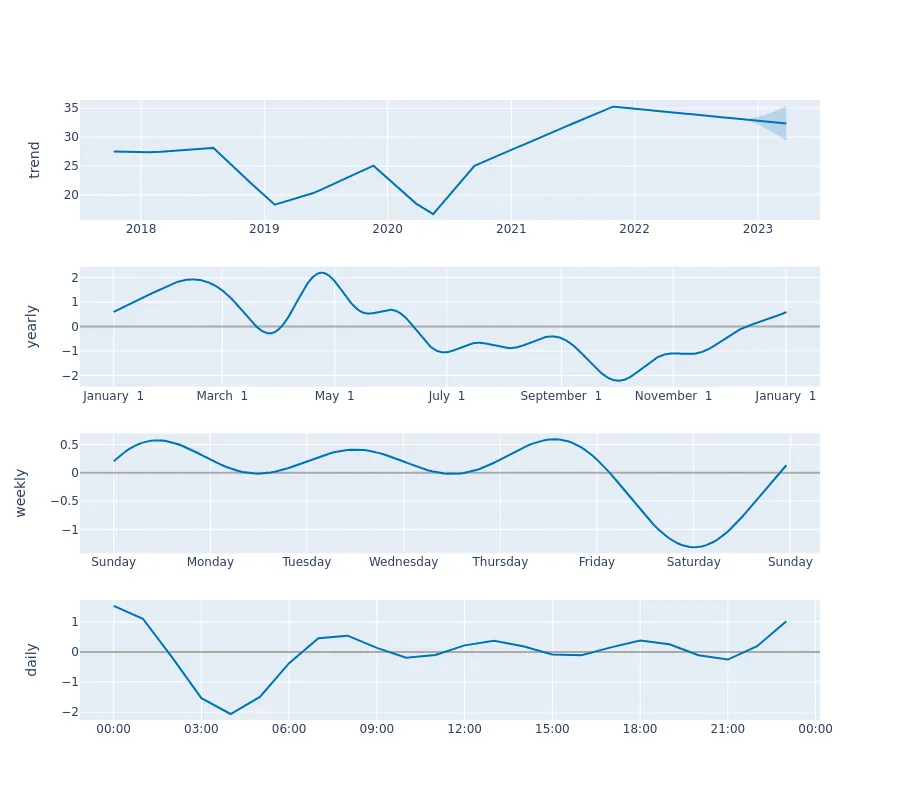 35
30
25
20
trend
2018 2019 2020 2021 2022 2023
2
1
0
−1
−2
yearly
January 1 March 1 May 1 July 1 September 1 November 1 January 1
0.5
0
−0.5
−1
weekly
Sunday Monday Tuesday Wednesday Thursday Friday Saturday Sunday
1
0
−1
−2
daily
00:00 03:00 06:00 09:00 12:00 15:00 18:00 21:00 00:00